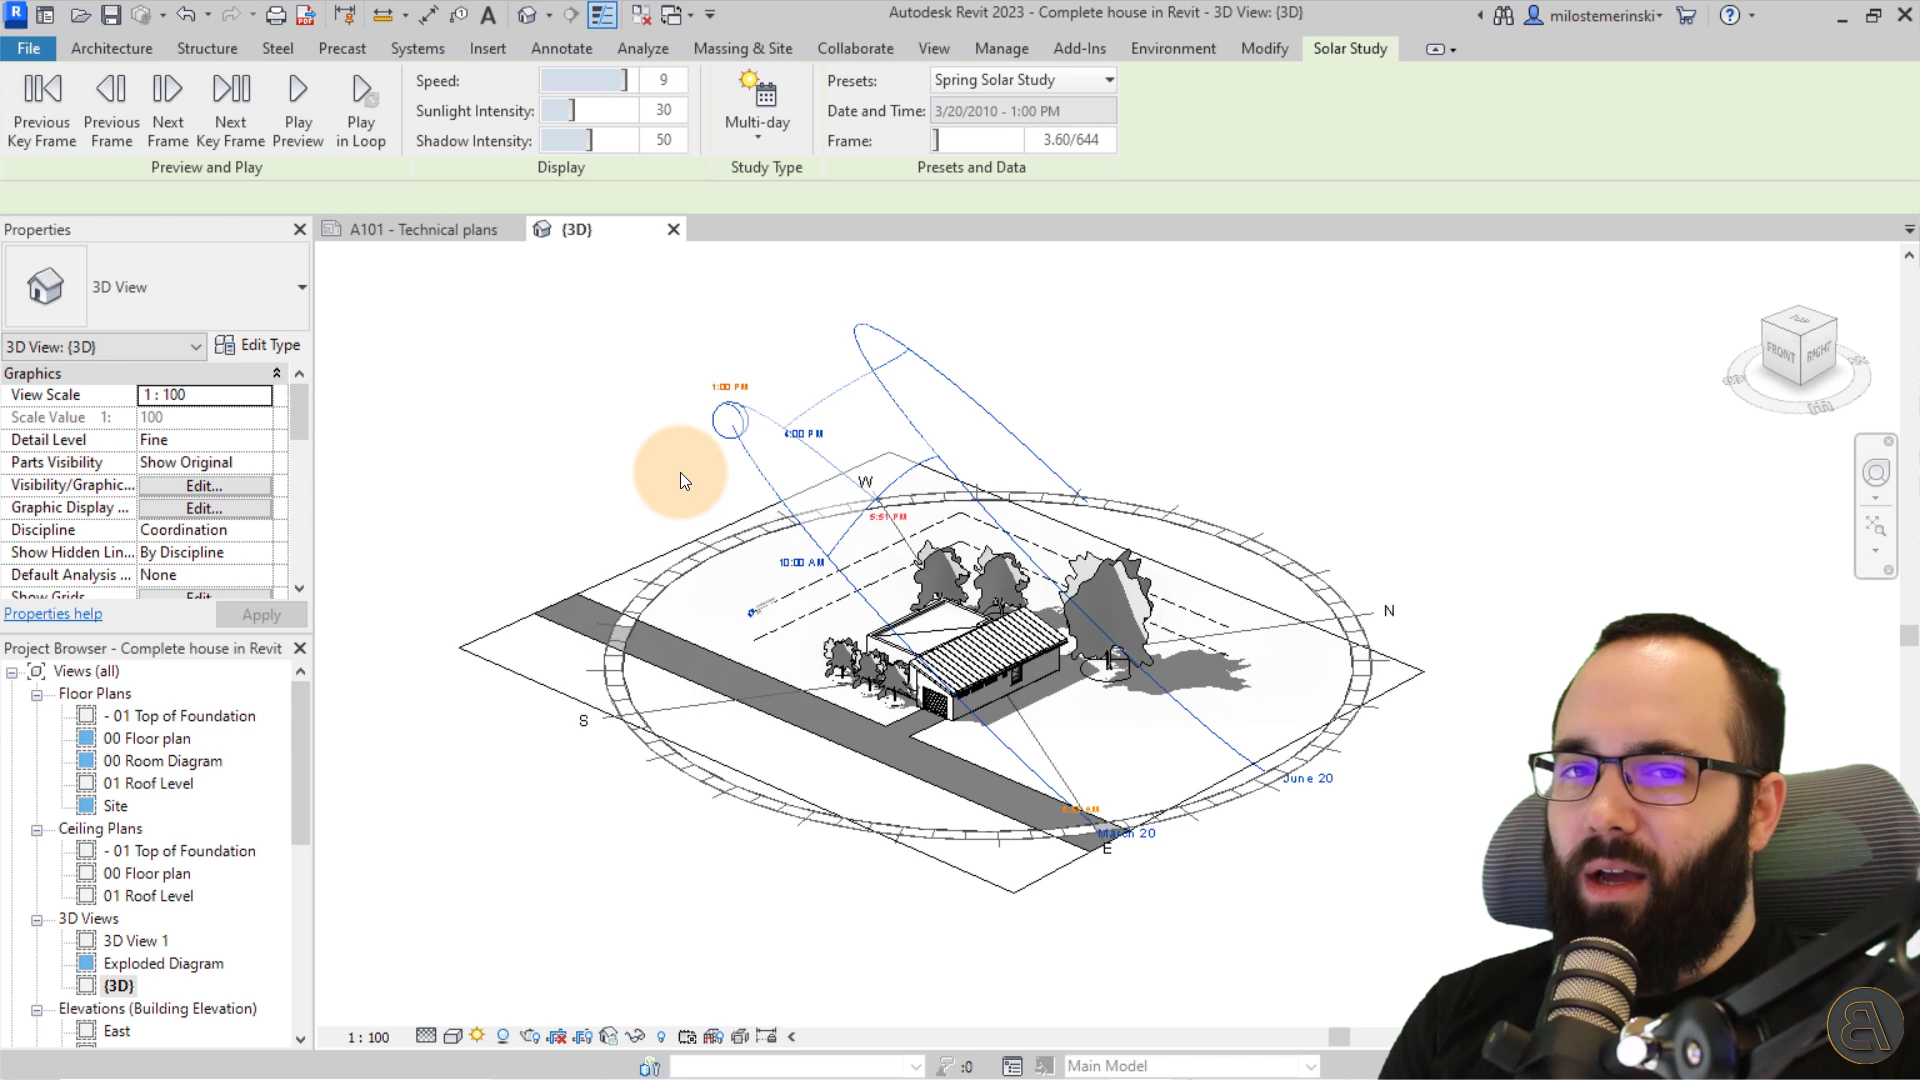 Autodesk Revit 2023 - Complete house in Revit - 3D View: {3D}
milostemerinski
File
Architecture
Structure
Steel
Precast
Systems
Insert
Annotate
Analyze
Massing & Site
Collaborate
View
Manage
Add-Ins
Environment
Modify
Solar Study
Previous
Key Frame
Previous
Frame
Next
Frame
Next
Key Frame
Play
Preview
Play
in Loop
Preview and Play
Speed: 9
Sunlight Intensity: 30
Shadow Intensity: 50
Display
Multi-day
Study Type
Presets: Spring Solar Study
Date and Time: 3/20/2010 - 1:00 PM
Frame: 3.60/644
Presets and Data
Properties
3D View
3D View: {3D}
Edit Type
Graphics
View Scale 1 : 100
Scale Value 1: 100
Detail Level Fine
Parts Visibility Show Original
Visibility/Graphic... Edit...
Graphic Display ... Edit...
Discipline Coordination
Show Hidden Lin... By Discipline
Default Analysis ... None
Show Grids Edit
Properties help
Apply
Project Browser - Complete house in Revit
Views (all)
Floor Plans
- 01 Top of Foundation
00 Floor plan
00 Room Diagram
01 Roof Level
Site
Ceiling Plans
- 01 Top of Foundation
00 Floor plan
01 Roof Level
3D Views
3D View 1
Exploded Diagram
{3D}
Elevations (Building Elevation)
East
A101 - Technical plans
{3D}
1:00 PM
4:00 PM
W
5:51 PM
10:00 AM
N
S
June 20
March 20
E
TOP
FRONT
RIGHT
1 : 100
:0
Main Model